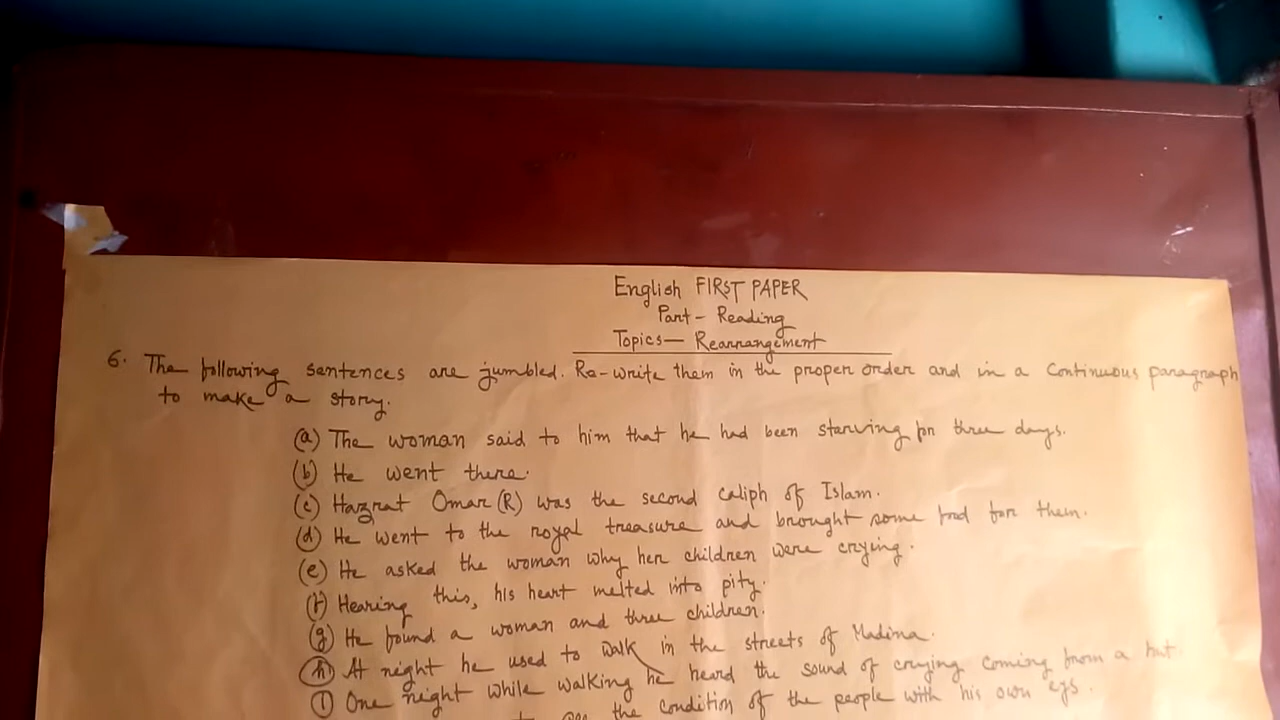 English FIRST PAPER
Part - Reading
Topics - Rearrangement
6. The following sentences are jumbled. Re-write them in the proper order and in a continuous paragraph
to make a story.
(a) The woman said to him that he had been starving for three days.
(b) He went there.
(c) Hazrat Omar (R) was the second caliph of Islam.
(d) He went to the royal treasure and brought some food for them.
(e) He asked the woman why her children were crying.
(f) Hearing this, his heart melted into pity.
(g) He found a woman and three children.
(h) At night he used to walk in the streets of Madina.
(i) One night while walking he heard the sound of crying coming from a hut.
see the condition of the people with his own eys.